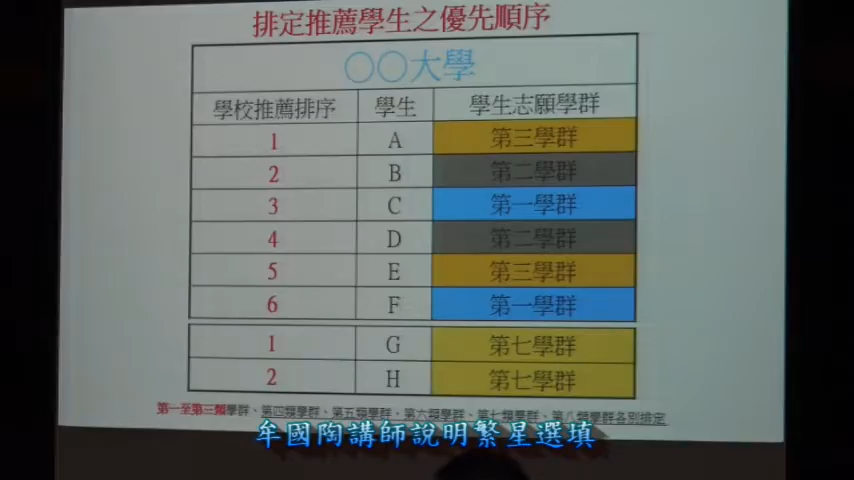 排定推薦學生之優先順序
〇〇大學
學校推薦排序 學生 學生志願學群
1 A 第三學群
2 B 第二學群
3 C 第一學群
4 D 第二學群
5 E 第三學群
6 F 第一學群
1 G 第七學群
2 H 第七學群
第一至第三類學群、第四類學群、第五類學群、第六類學群、第七類學群、第八類學群各別排定
牟國陶講師說明繁星選填